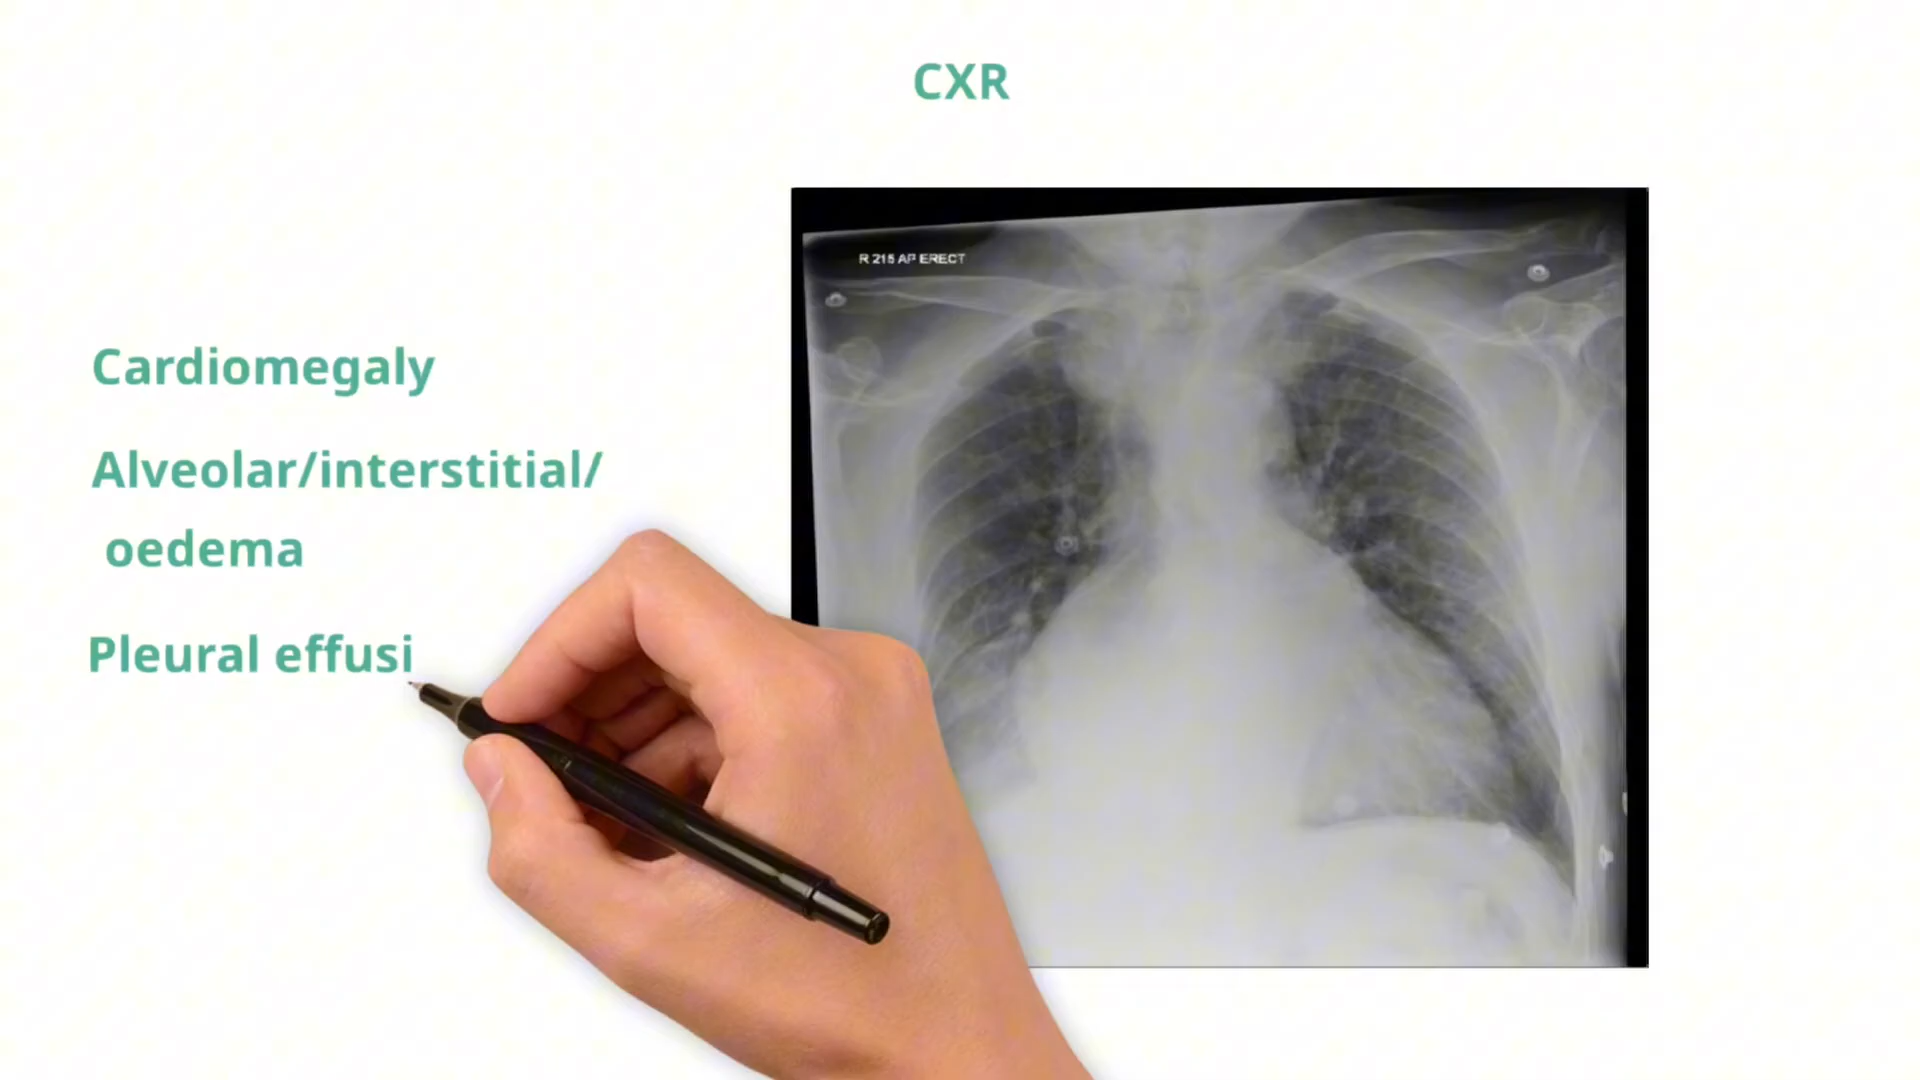 CXR
R 215 AP ERECT
Cardiomegaly
Alveolar/interstitial/
oedema
Pleural effusi